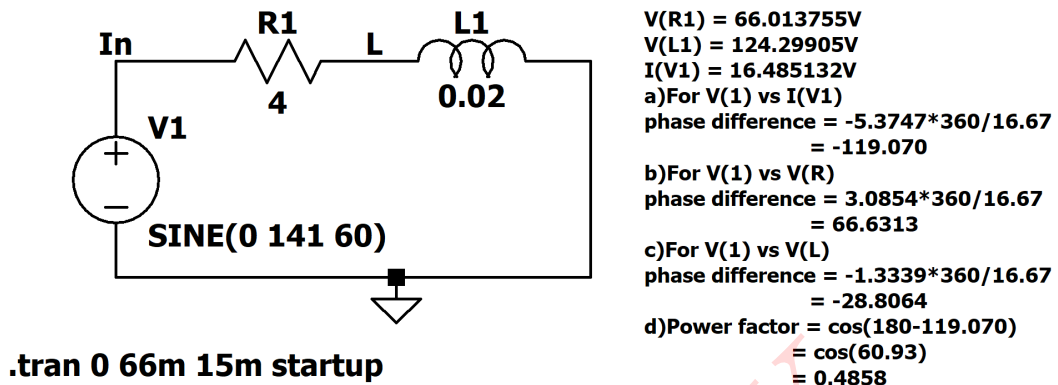 In
R1
4
L
L1
0.02
V1
SINE(0 141 60)
.tran 0 66m 15m startup
V(R1) = 66.013755V
V(L1) = 124.29905V
I(V1) = 16.485132V
a)For V(1) vs I(V1)
phase difference = -5.3747*360/16.67
= -119.070
b)For V(1) vs V(R)
phase difference = 3.0854*360/16.67
= 66.6313
c)For V(1) vs V(L)
phase difference = -1.3339*360/16.67
= -28.8064
d)Power factor = cos(180-119.070)
= cos(60.93)
= 0.4858